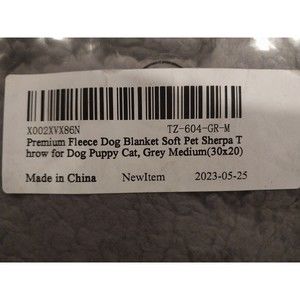 X002XVX86N TZ-604-GR-M
Premium Fleece Dog Blanket Soft Pet Sherpa T
hrow for Dog Puppy Cat, Grey Medium(30x20)
Made in China NewItem 2023-05-25